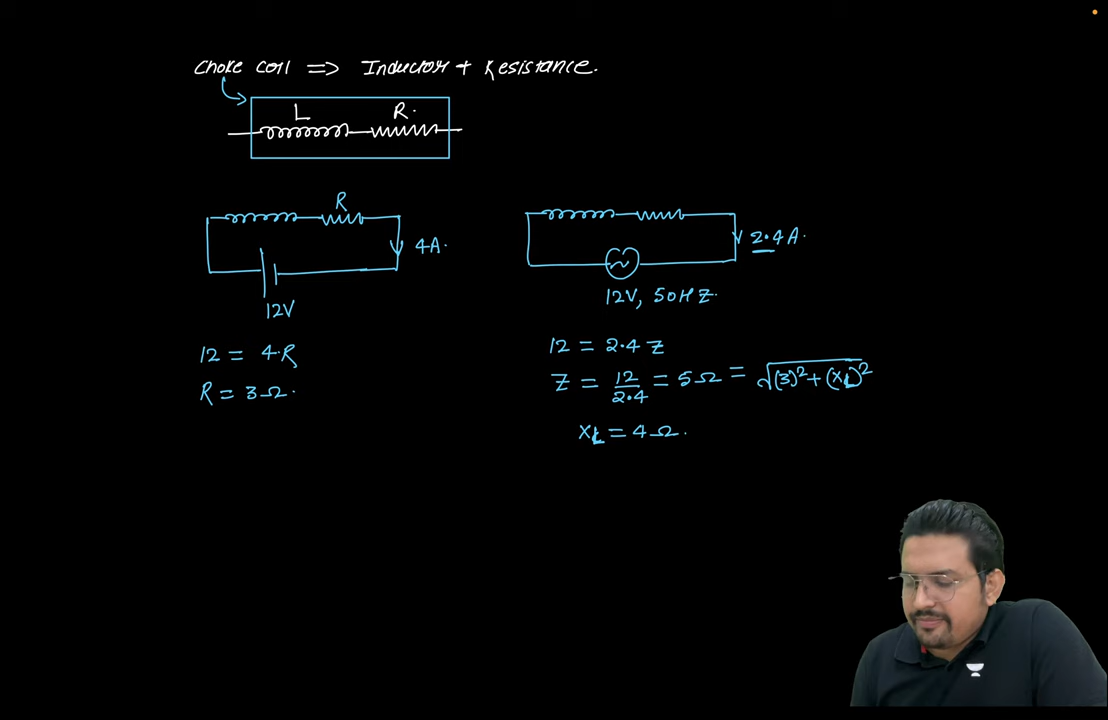 Choke coil => Inductor + Resistance.
L R.
R
4A.
12V
12 = 4.R
R = 3Ω.
2.4A.
12V, 50HZ.
12 = 2.4 Z
Z = 12/2.4 = 5Ω = √(3)²+(XL)²
XL = 4Ω.